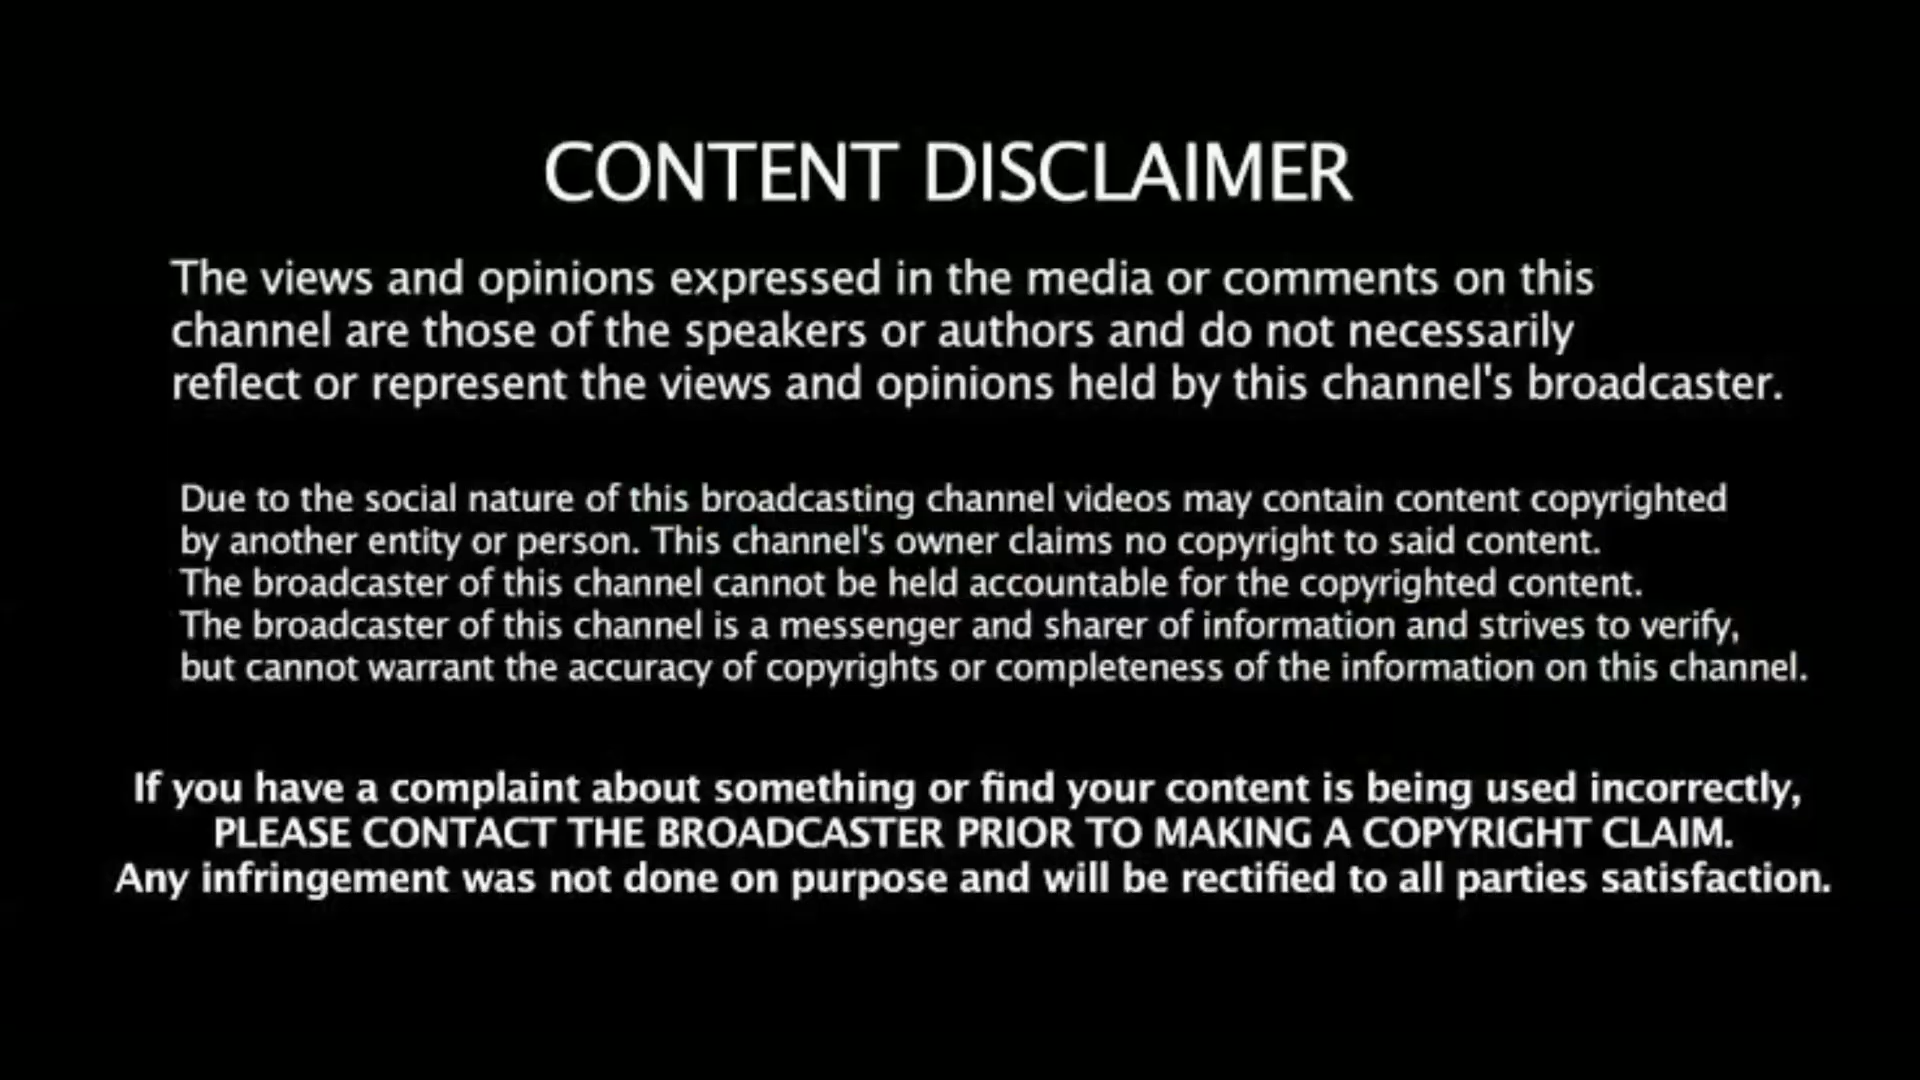 CONTENT DISCLAIMER
The views and opinions expressed in the media or comments on this
channel are those of the speakers or authors and do not necessarily
reflect or represent the views and opinions held by this channel's broadcaster.
Due to the social nature of this broadcasting channel videos may contain content copyrighted
by another entity or person. This channel's owner claims no copyright to said content.
The broadcaster of this channel cannot be held accountable for the copyrighted content.
The broadcaster of this channel is a messenger and sharer of information and strives to verify,
but cannot warrant the accuracy of copyrights or completeness of the information on this channel.
If you have a complaint about something or find your content is being used incorrectly,
PLEASE CONTACT THE BROADCASTER PRIOR TO MAKING A COPYRIGHT CLAIM.
Any infringement was not done on purpose and will be rectified to all parties satisfaction.